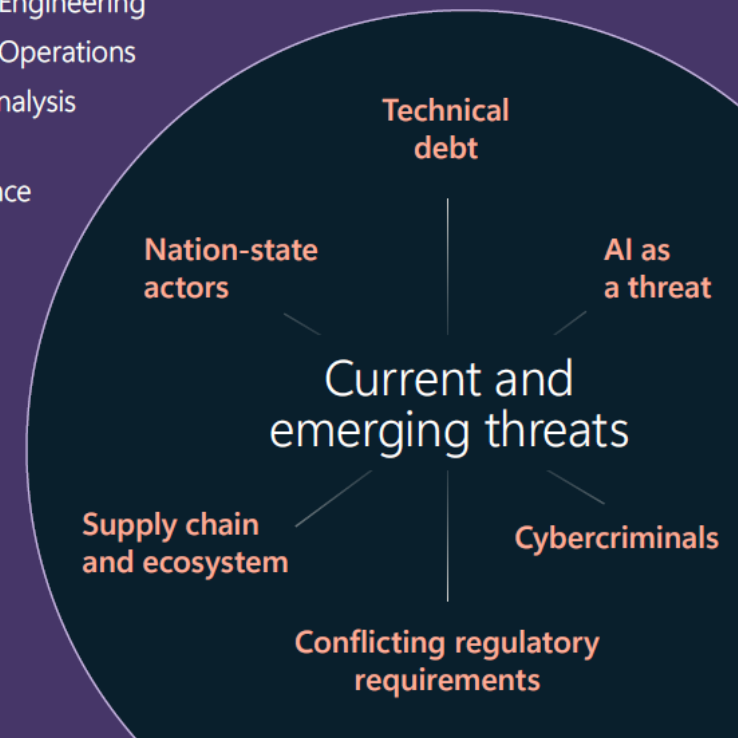 Engineering
Operations
nalysis
nce
Technical
debt
Nation-state
actors
AI as
a threat
Current and
emerging threats
Supply chain
and ecosystem
Cybercriminals
Conflicting regulatory
requirements